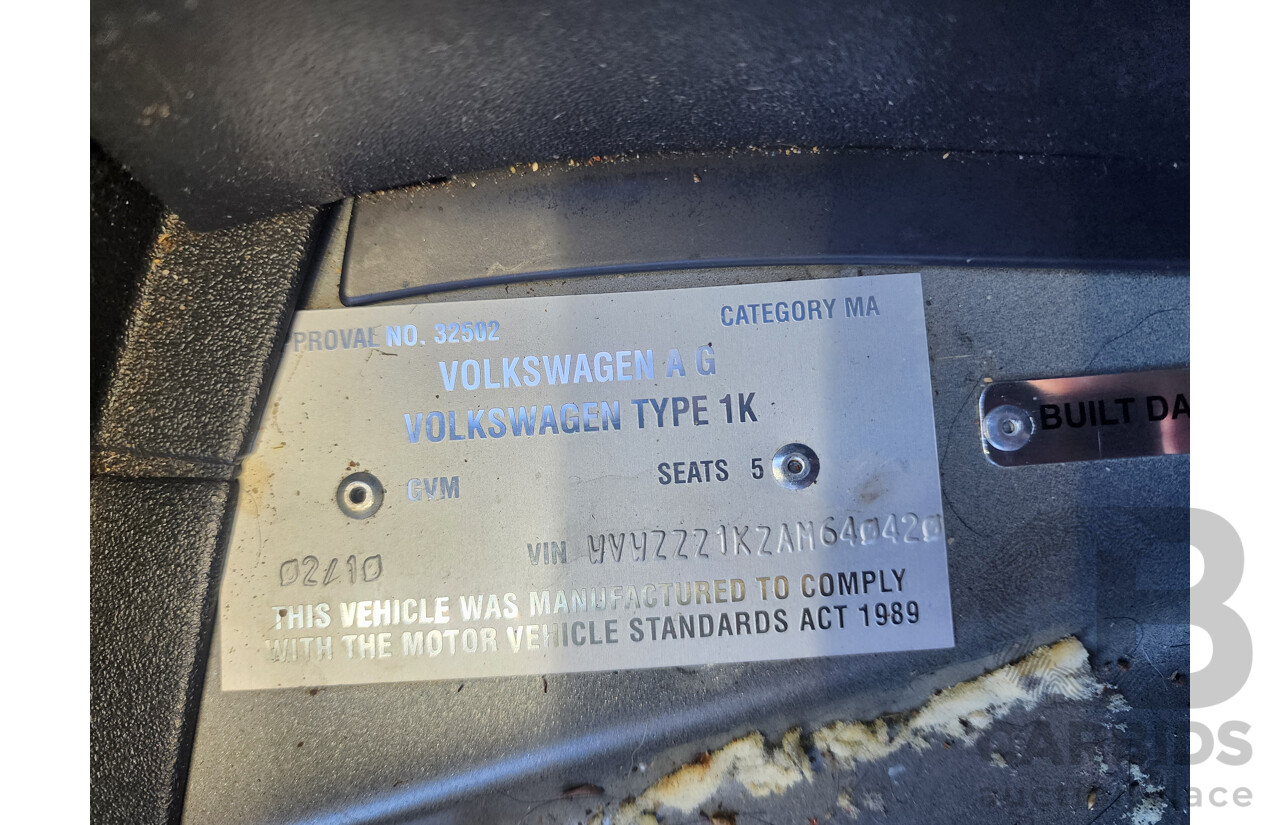 PROVAL NO. 32502 CATEGORY MA
VOLKSWAGEN A G
VOLKSWAGEN TYPE 1K
GVM SEATS 5
02/10 VIN WVWZZZ1KZAM640420
THIS VEHICLE WAS MANUFACTURED TO COMPLY
WITH THE MOTOR VEHICLE STANDARDS ACT 1989
BUILT DA
B
CARBIDS